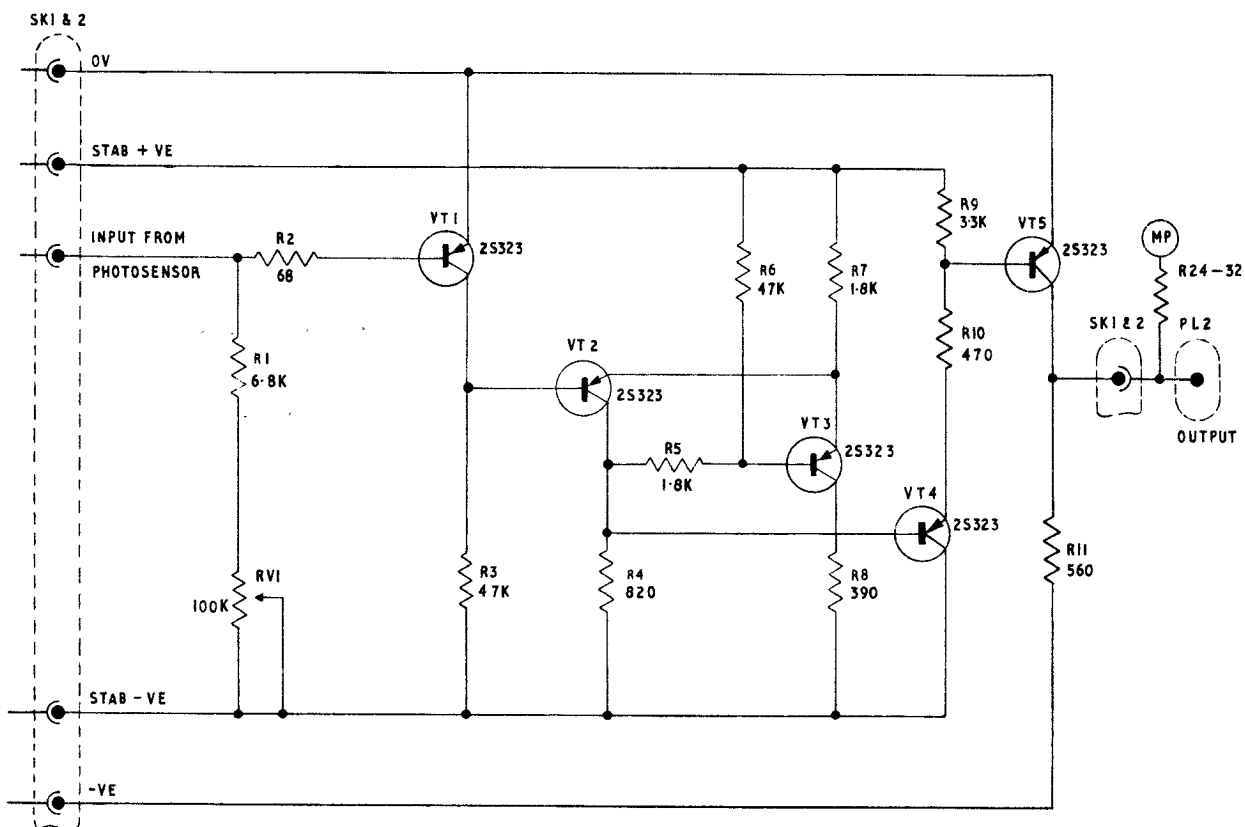 SK1 & 2
0V
STAB +VE
INPUT FROM
PHOTOSENSOR
R2
68
VT1
2S323
R1
6.8K
RV1
100K
R3
47K
VT2
2S323
R4
820
R5
1.8K
R6
47K
R7
1.8K
VT3
2S323
R8
390
VT4
2S323
R9
3.3K
R10
470
VT5
2S323
MP
R24-32
SK1 & 2
PL2
OUTPUT
R11
560
STAB -VE
-VE